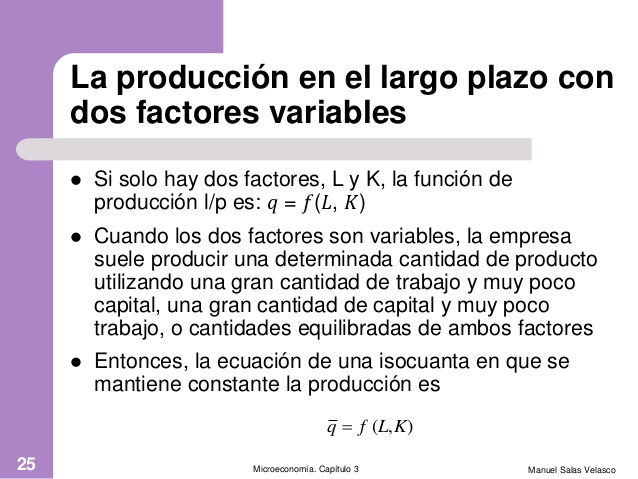 La producción en el largo plazo con
dos factores variables
● Si solo hay dos factores, L y K, la función de
producción l/p es: q = f(L, K)
● Cuando los dos factores son variables, la empresa
suele producir una determinada cantidad de producto
utilizando una gran cantidad de trabajo y muy poco
capital, una gran cantidad de capital y muy poco
trabajo, o cantidades equilibradas de ambos factores
● Entonces, la ecuación de una isocuanta en que se
mantiene constante la producción es
q̅ = f (L,K)
25
Microeconomía. Capítulo 3
Manuel Salas Velasco